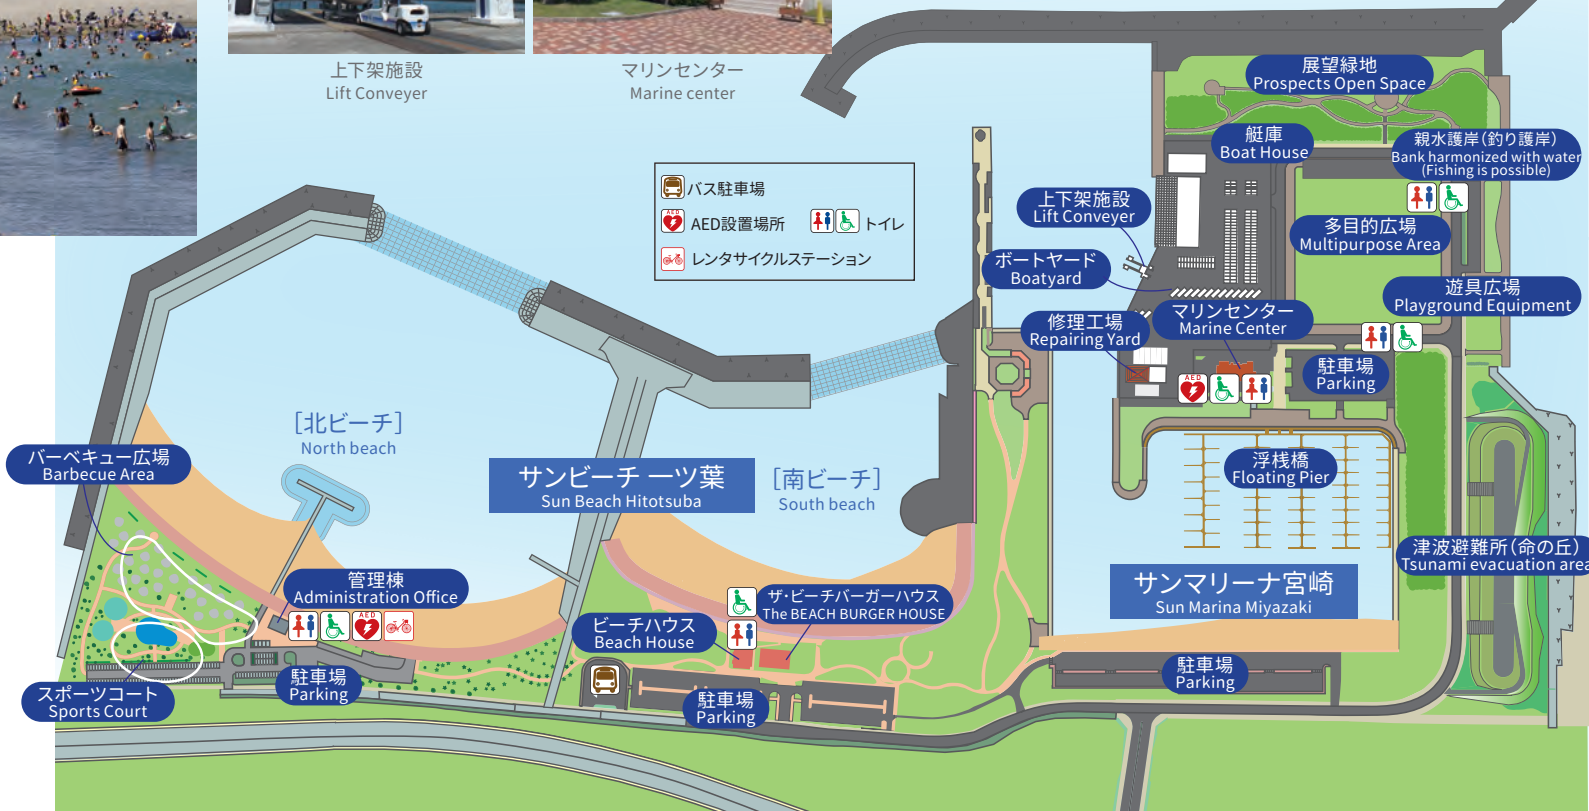 上下架施設
Lift Conveyer
マリンセンター
Marine center
バス駐車場
AED
AED設置場所
トイレ
レンタサイクルステーション
展望緑地
Prospects Open Space
艇庫
Boat House
親水護岸（釣り護岸）
Bank harmonized with water
(Fishing is possible)
上下架施設
Lift Conveyer
多目的広場
Multipurpose Area
ボートヤード
Boatyard
遊具広場
Playground Equipment
修理工場
Repairing Yard
マリンセンター
Marine Center
駐車場
Parking
AED
［北ビーチ］
North beach
バーベキュー広場
Barbecue Area
サンビーチ 一ツ葉
Sun Beach Hitotsuba
［南ビーチ］
South beach
浮桟橋
Floating Pier
津波避難所（命の丘）
Tsunami evacuation area
管理棟
Administration Office
AED
ザ・ビーチバーガーハウス
The BEACH BURGER HOUSE
サンマリーナ宮崎
Sun Marina Miyazaki
ビーチハウス
Beach House
スポーツコート
Sports Court
駐車場
Parking
駐車場
Parking
駐車場
Parking